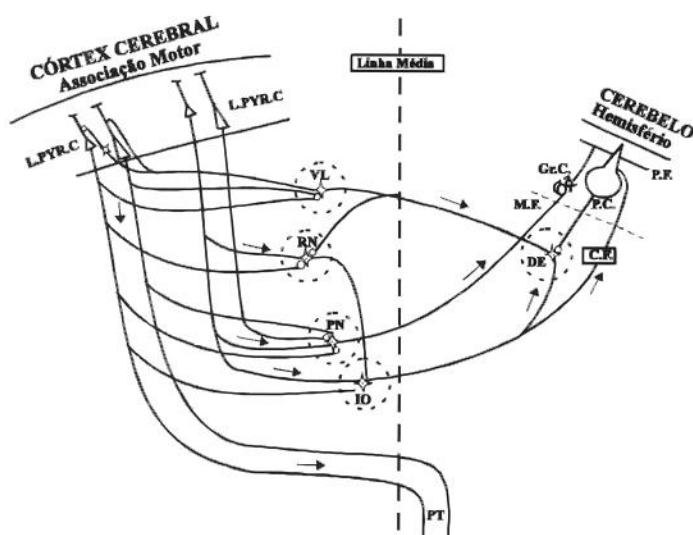 CÓRTEX CEREBRAL
Associação Motor
Linha Média
CEREBELO
Hemisfério
L.PYR.C
L.PYR.C
VL
Gr.C.
P.F.
M.F.
P.C.
RN
DE
C.F.
PN
IO
PT